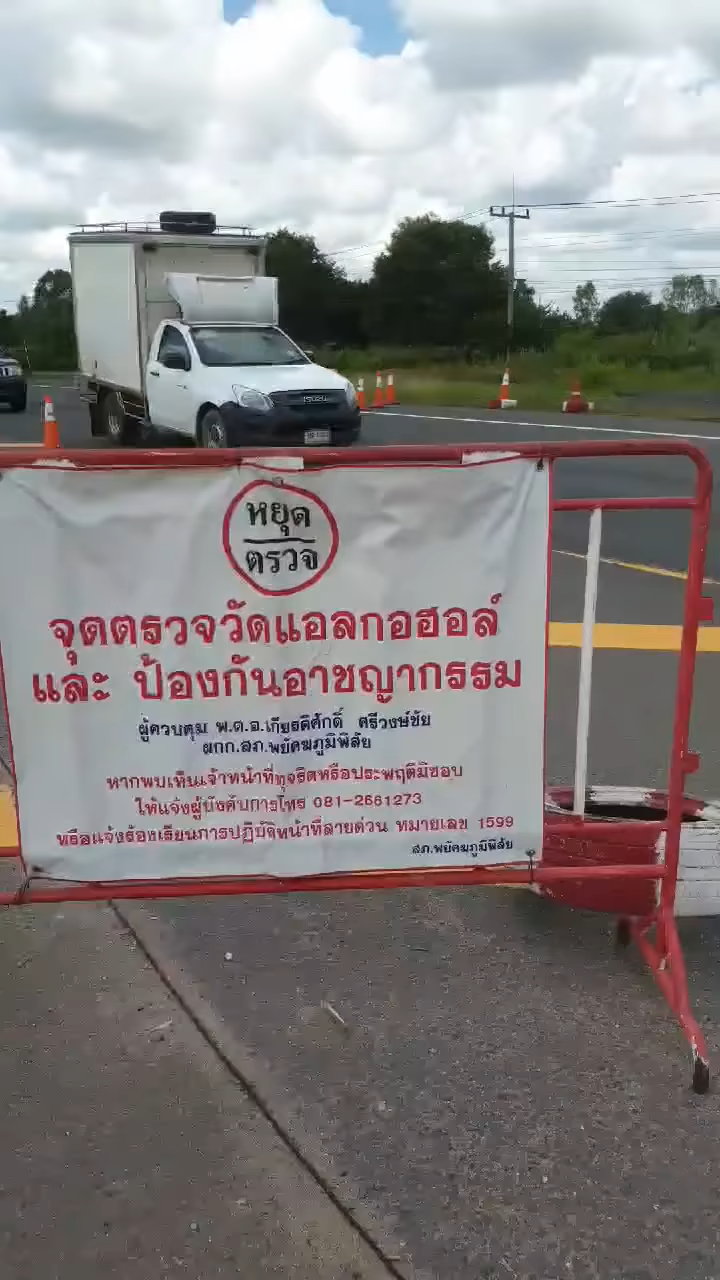 หยุด
ตรวจ
จุดตรวจวัดแอลกอฮอล์
และ ป้องกันอาชญากรรม
ผู้ควบคุม พ.ต.อ.เกียรติศักดิ์ ศรีวงษ์ชัย
ผกก.สภ.พยัคฆภูมิพิสัย
หากพบเห็นเจ้าหน้าที่ทุจริตหรือประพฤติมิชอบ
ให้แจ้งผู้บังคับการโทร 081-2661273
หรือแจ้งร้องเรียนการปฏิบัติหน้าที่สายด่วน หมายเลข 1599
สภ.พยัคฆภูมิพิสัย
ISUZU